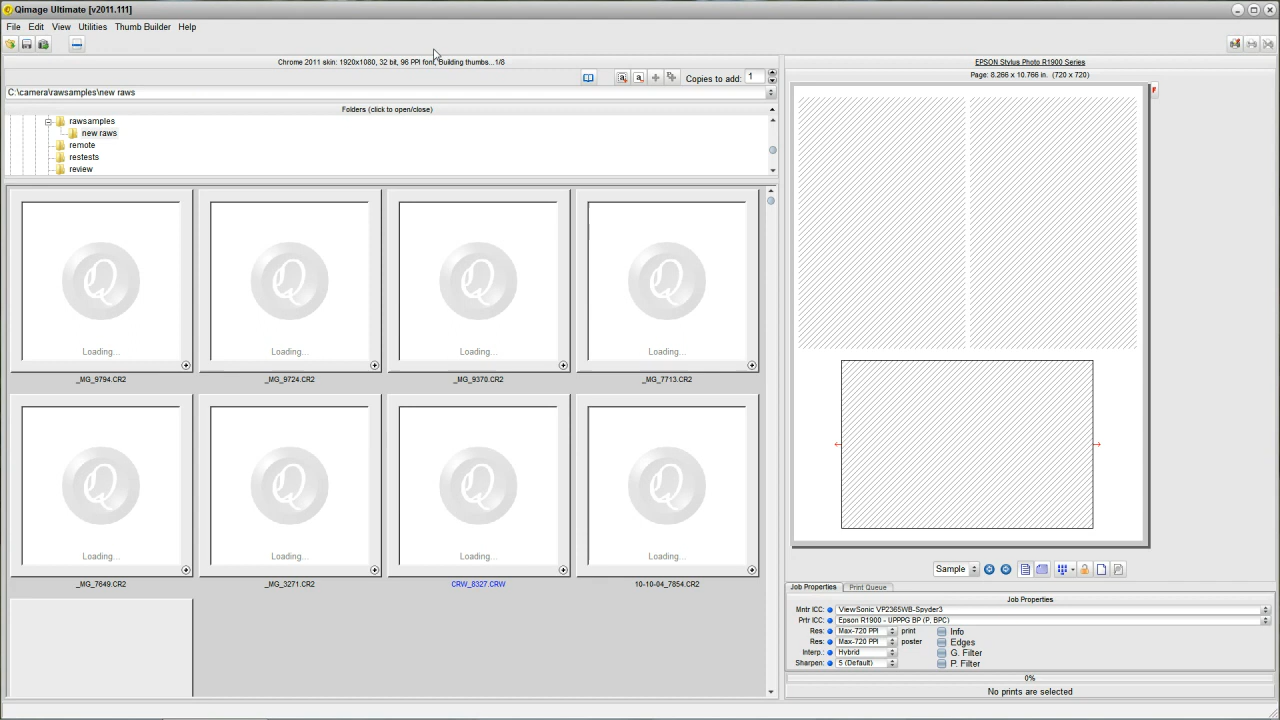 Qimage Ultimate [v2011.111]
File Edit View Utilities Thumb Builder Help
Chrome 2011 skin: 1920x1080, 32 bit, 96 PPI font, Building thumbs...1/8
Copies to add: 1
C:\camera\rawsamples\new raws
Folders (click to open/close)
rawsamples
new raws
remote
restests
review
Loading... Loading... Loading... Loading...
_MG_9794.CR2 _MG_9724.CR2 _MG_9370.CR2 _MG_7713.CR2
Loading... Loading... Loading... Loading...
_MG_7649.CR2 _MG_3271.CR2 CRW_8327.CRW 10-10-04_7854.CR2
EPSON Stylus Photo R1900 Series
Page: 8.266 x 10.766 in. (720 x 720)
Sample
Job Properties Print Queue
Job Properties
Mntr ICC: ViewSonic VP2365WB-Spyder3
Prtr ICC: Epson R1900 - UPPPG BP (P, BPC)
Res: Max-720 PPI print Info
Res: Max-720 PPI poster Edges
Interp.: Hybrid G. Filter
Sharpen: 5 (Default) P. Filter
0%
No prints are selected